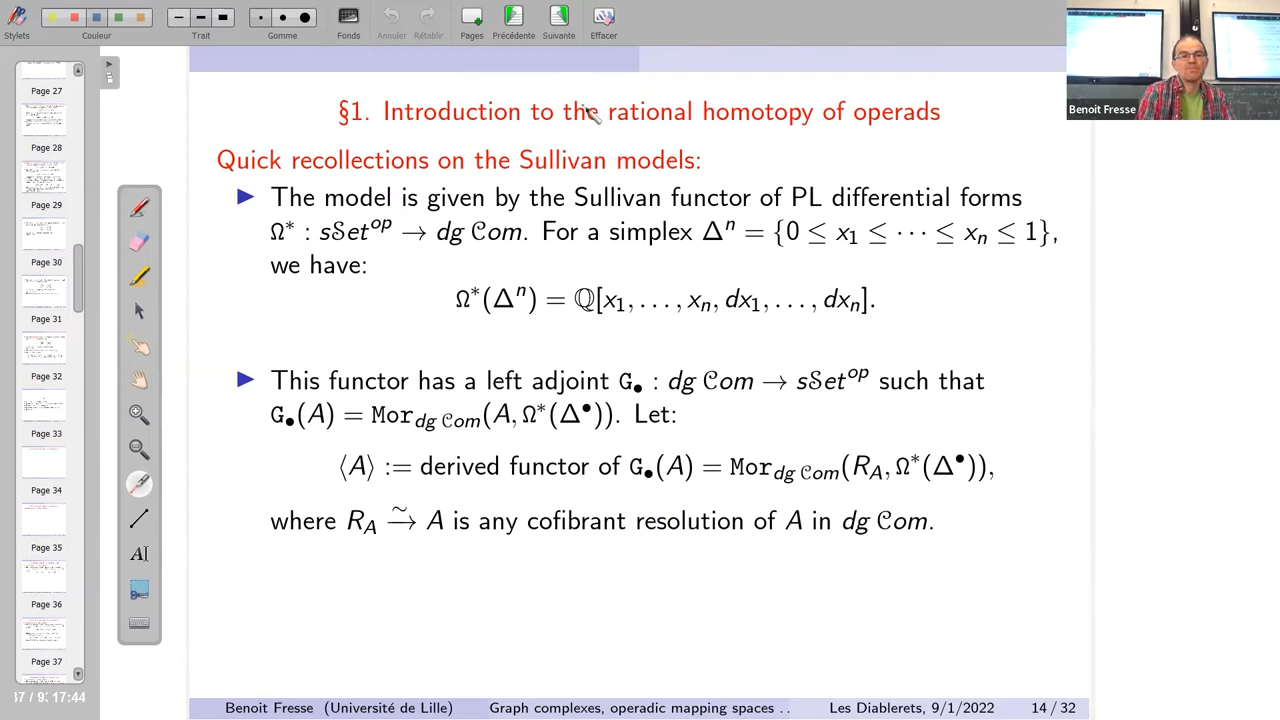 Stylets
Couleur
Trait
Gomme
Fonds
Annuler
Rétablir
Pages
Précédente
Suivante
Effacer
Benoit Fresse
Page 27
Page 28
Page 29
Page 30
Page 31
Page 32
Page 33
Page 34
Page 35
Page 36
Page 37
17:44
§1. Introduction to the rational homotopy of operads
Quick recollections on the Sullivan models:
▶ The model is given by the Sullivan functor of PL differential forms
Ω* : sSet^{op} → dg Com. For a simplex Δ^n = {0 ≤ x_1 ≤ ⋯ ≤ x_n ≤ 1},
we have:
Ω*(Δ^n) = ℚ[x_1, …, x_n, dx_1, …, dx_n].
▶ This functor has a left adjoint G_• : dg Com → sSet^{op} such that
G_•(A) = Mor_{dg Com}(A, Ω*(Δ^•)). Let:
⟨A⟩ := derived functor of G_•(A) = Mor_{dg Com}(R_A, Ω*(Δ^•)),
where R_A →^∼ A is any cofibrant resolution of A in dg Com.
Benoit Fresse (Université de Lille)
Graph complexes, operadic mapping spaces . .
Les Diablerets, 9/1/2022
14 / 32